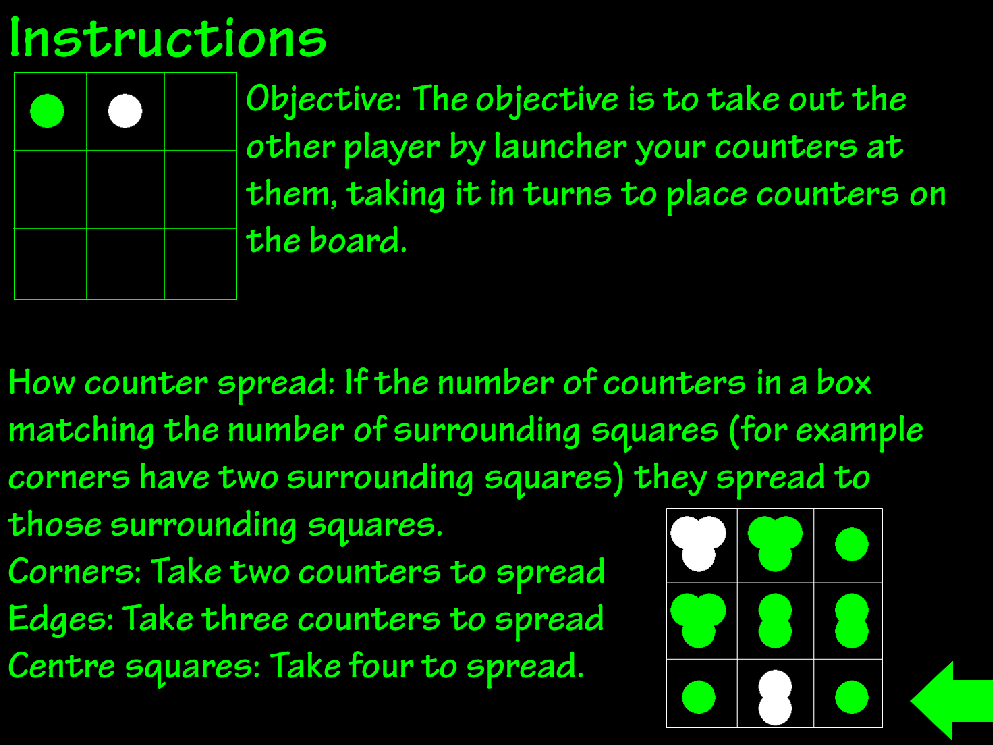 Instructions
Objective: The objective is to take out the
other player by launcher your counters at
them, taking it in turns to place counters on
the board.
How counter spread: If the number of counters in a box
matching the number of surrounding squares (for example
corners have two surrounding squares) they spread to
those surrounding squares.
Corners: Take two counters to spread
Edges: Take three counters to spread
Centre squares: Take four to spread.